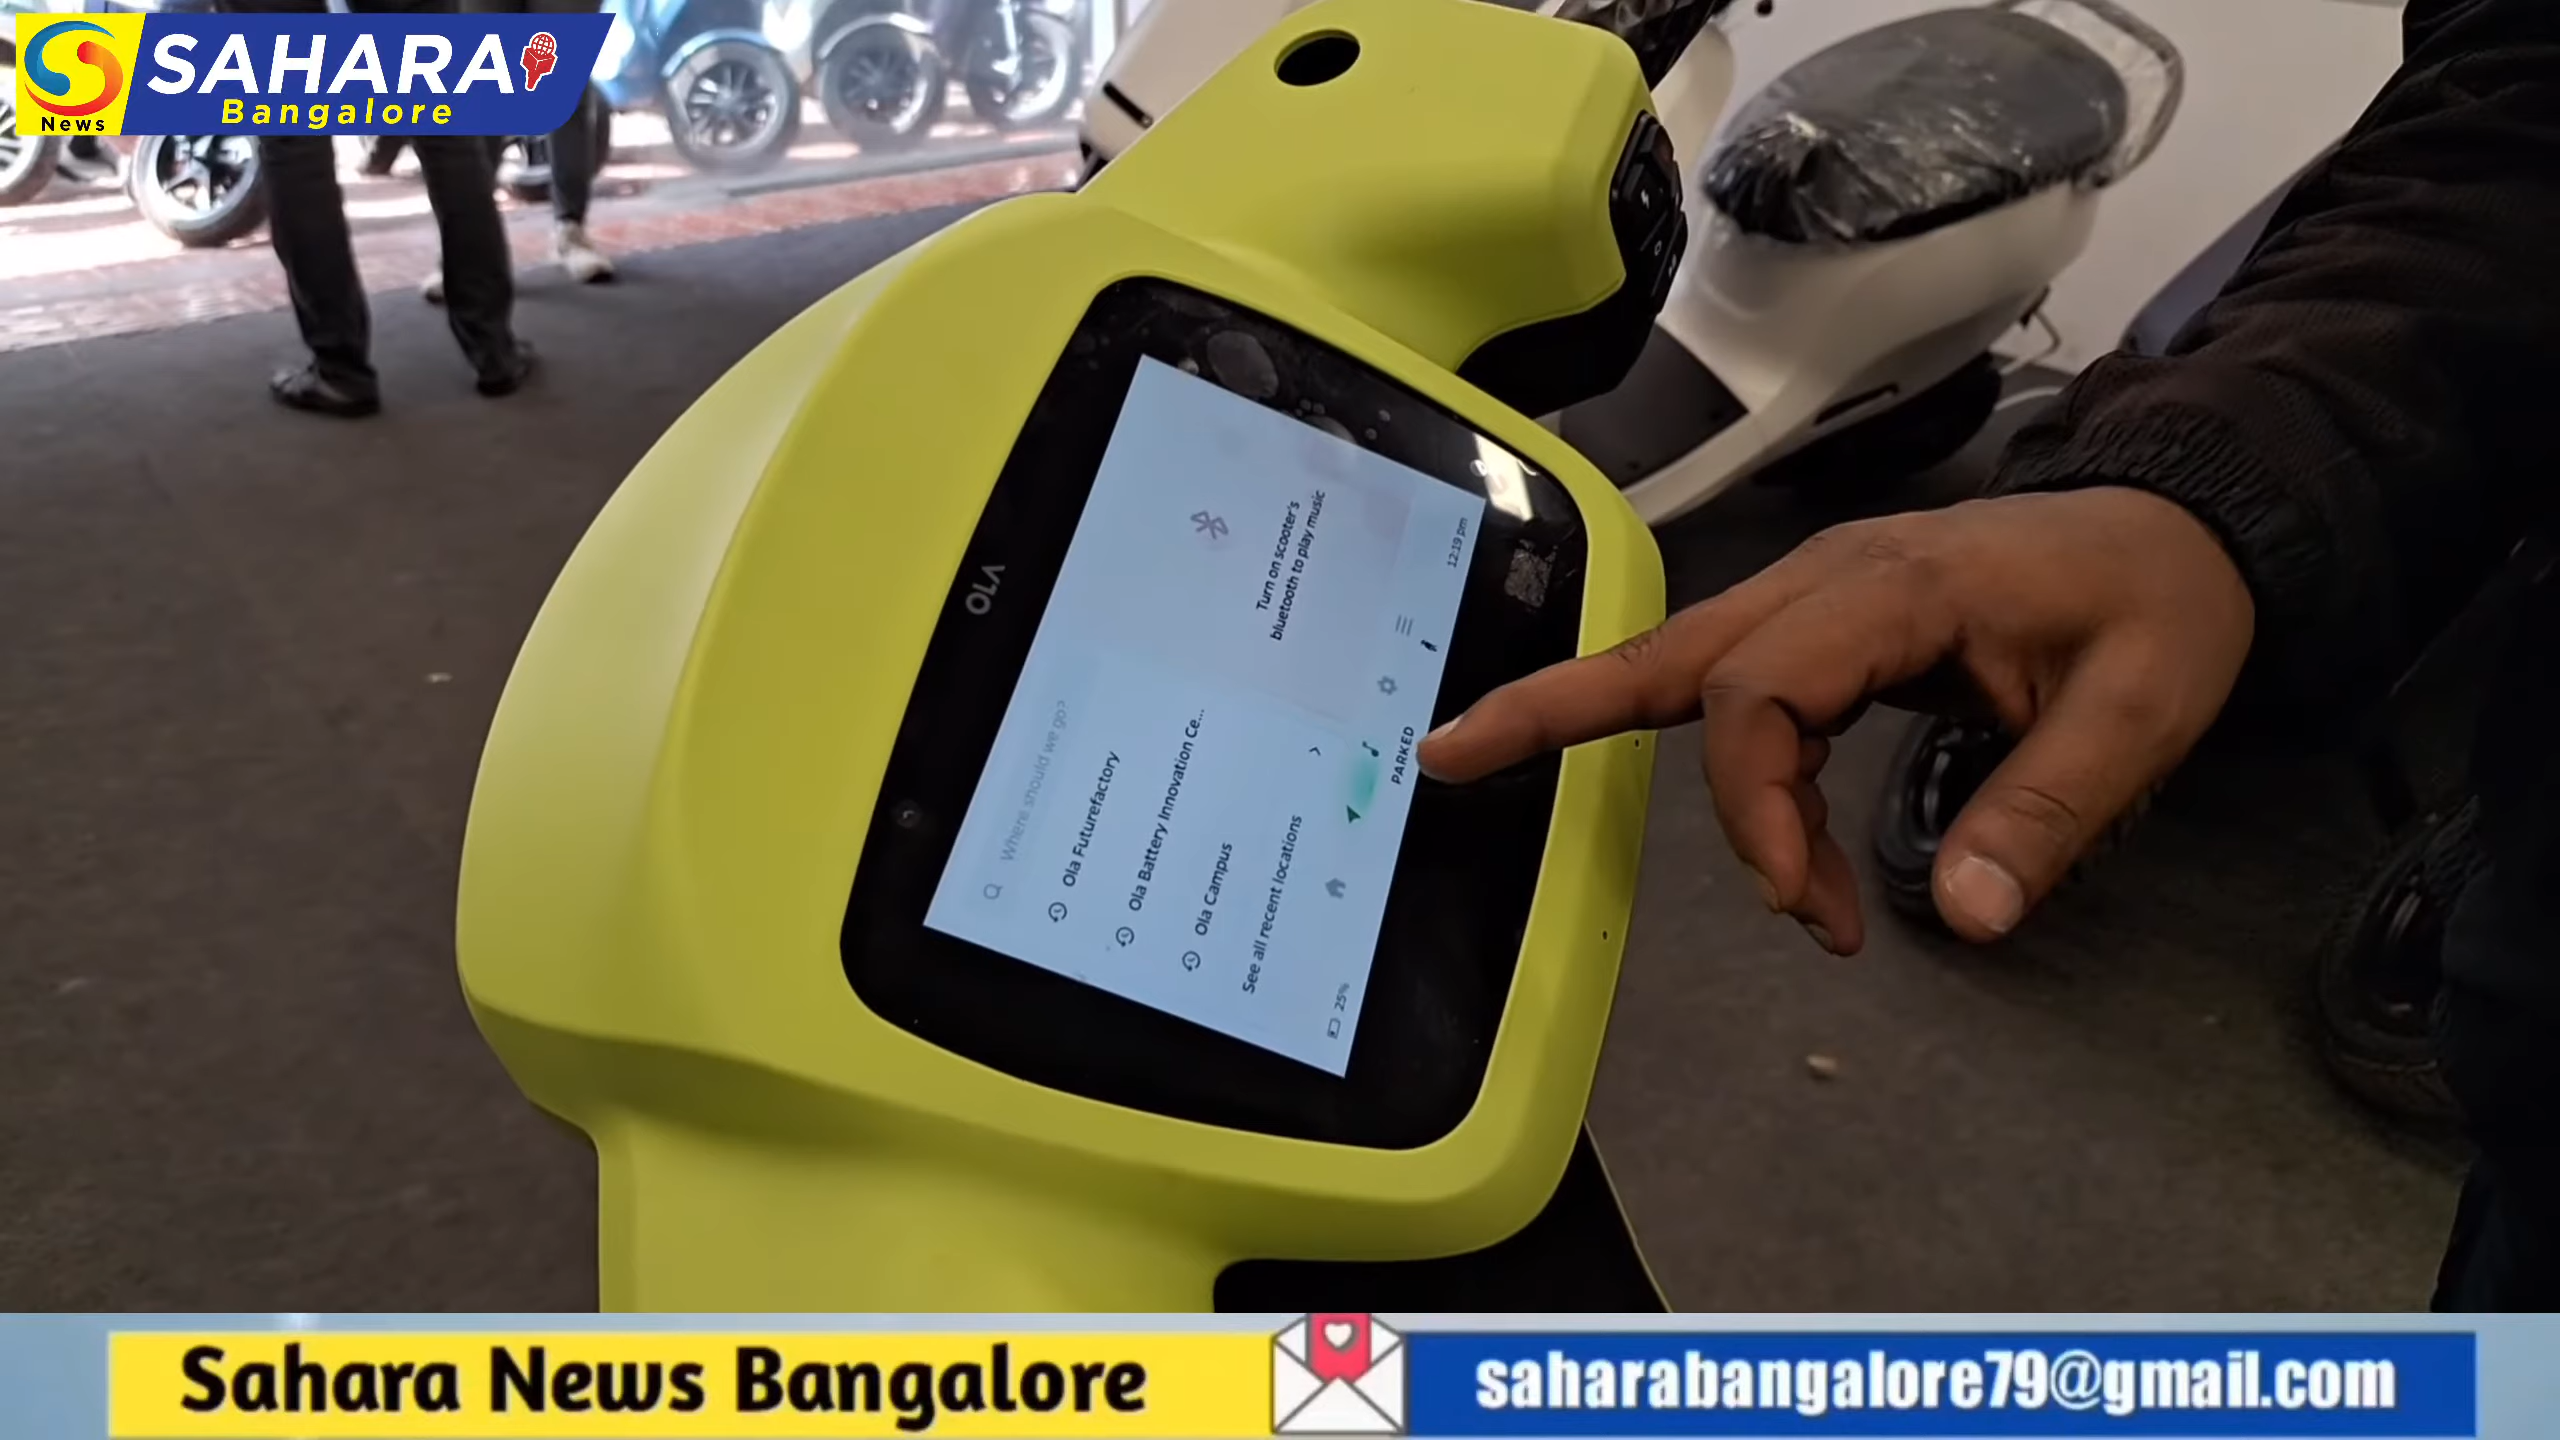 SAHARA
Bangalore
News
OLA
Where should we go?
Ola Futurefactory
Ola Battery Innovation Ce...
Ola Campus
See all recent locations
Turn on scooter's
bluetooth to play music
25%
PARKED
12:19 pm
Sahara News Bangalore
saharabangalore79@gmail.com